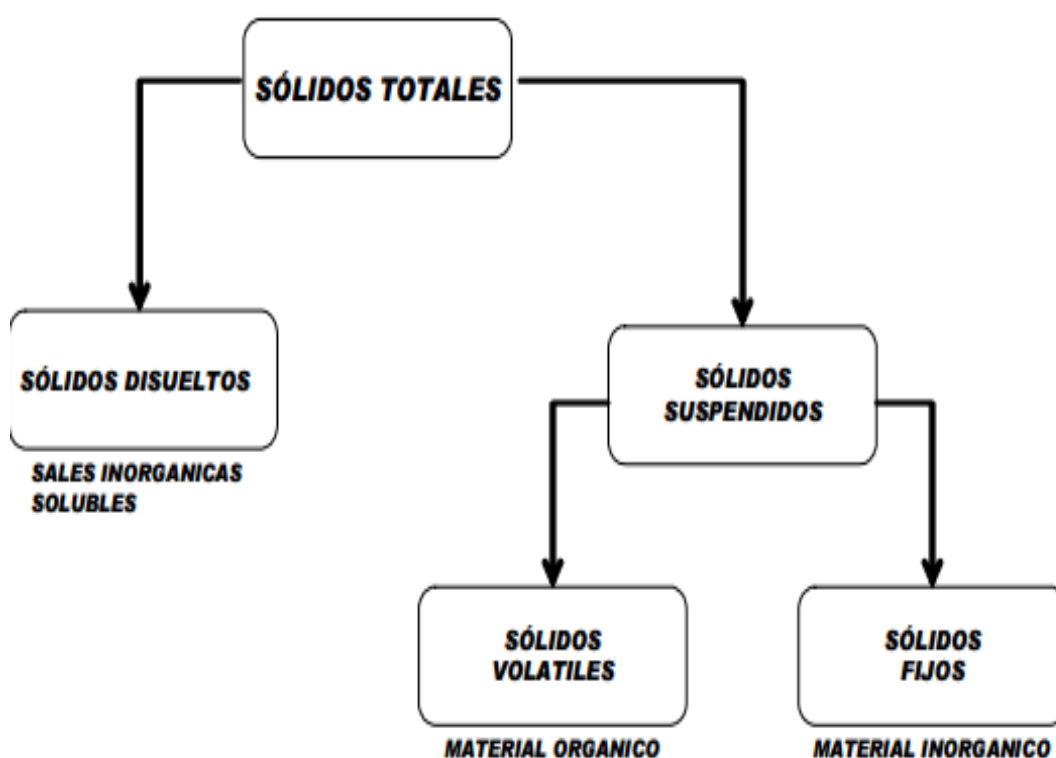 SÓLIDOS TOTALES
SÓLIDOS DISUELTOS
SALES INORGANICAS
SOLUBLES
SÓLIDOS
SUSPENDIDOS
SÓLIDOS
VOLATILES
MATERIAL ORGANICO
SÓLIDOS
FIJOS
MATERIAL INORGANICO